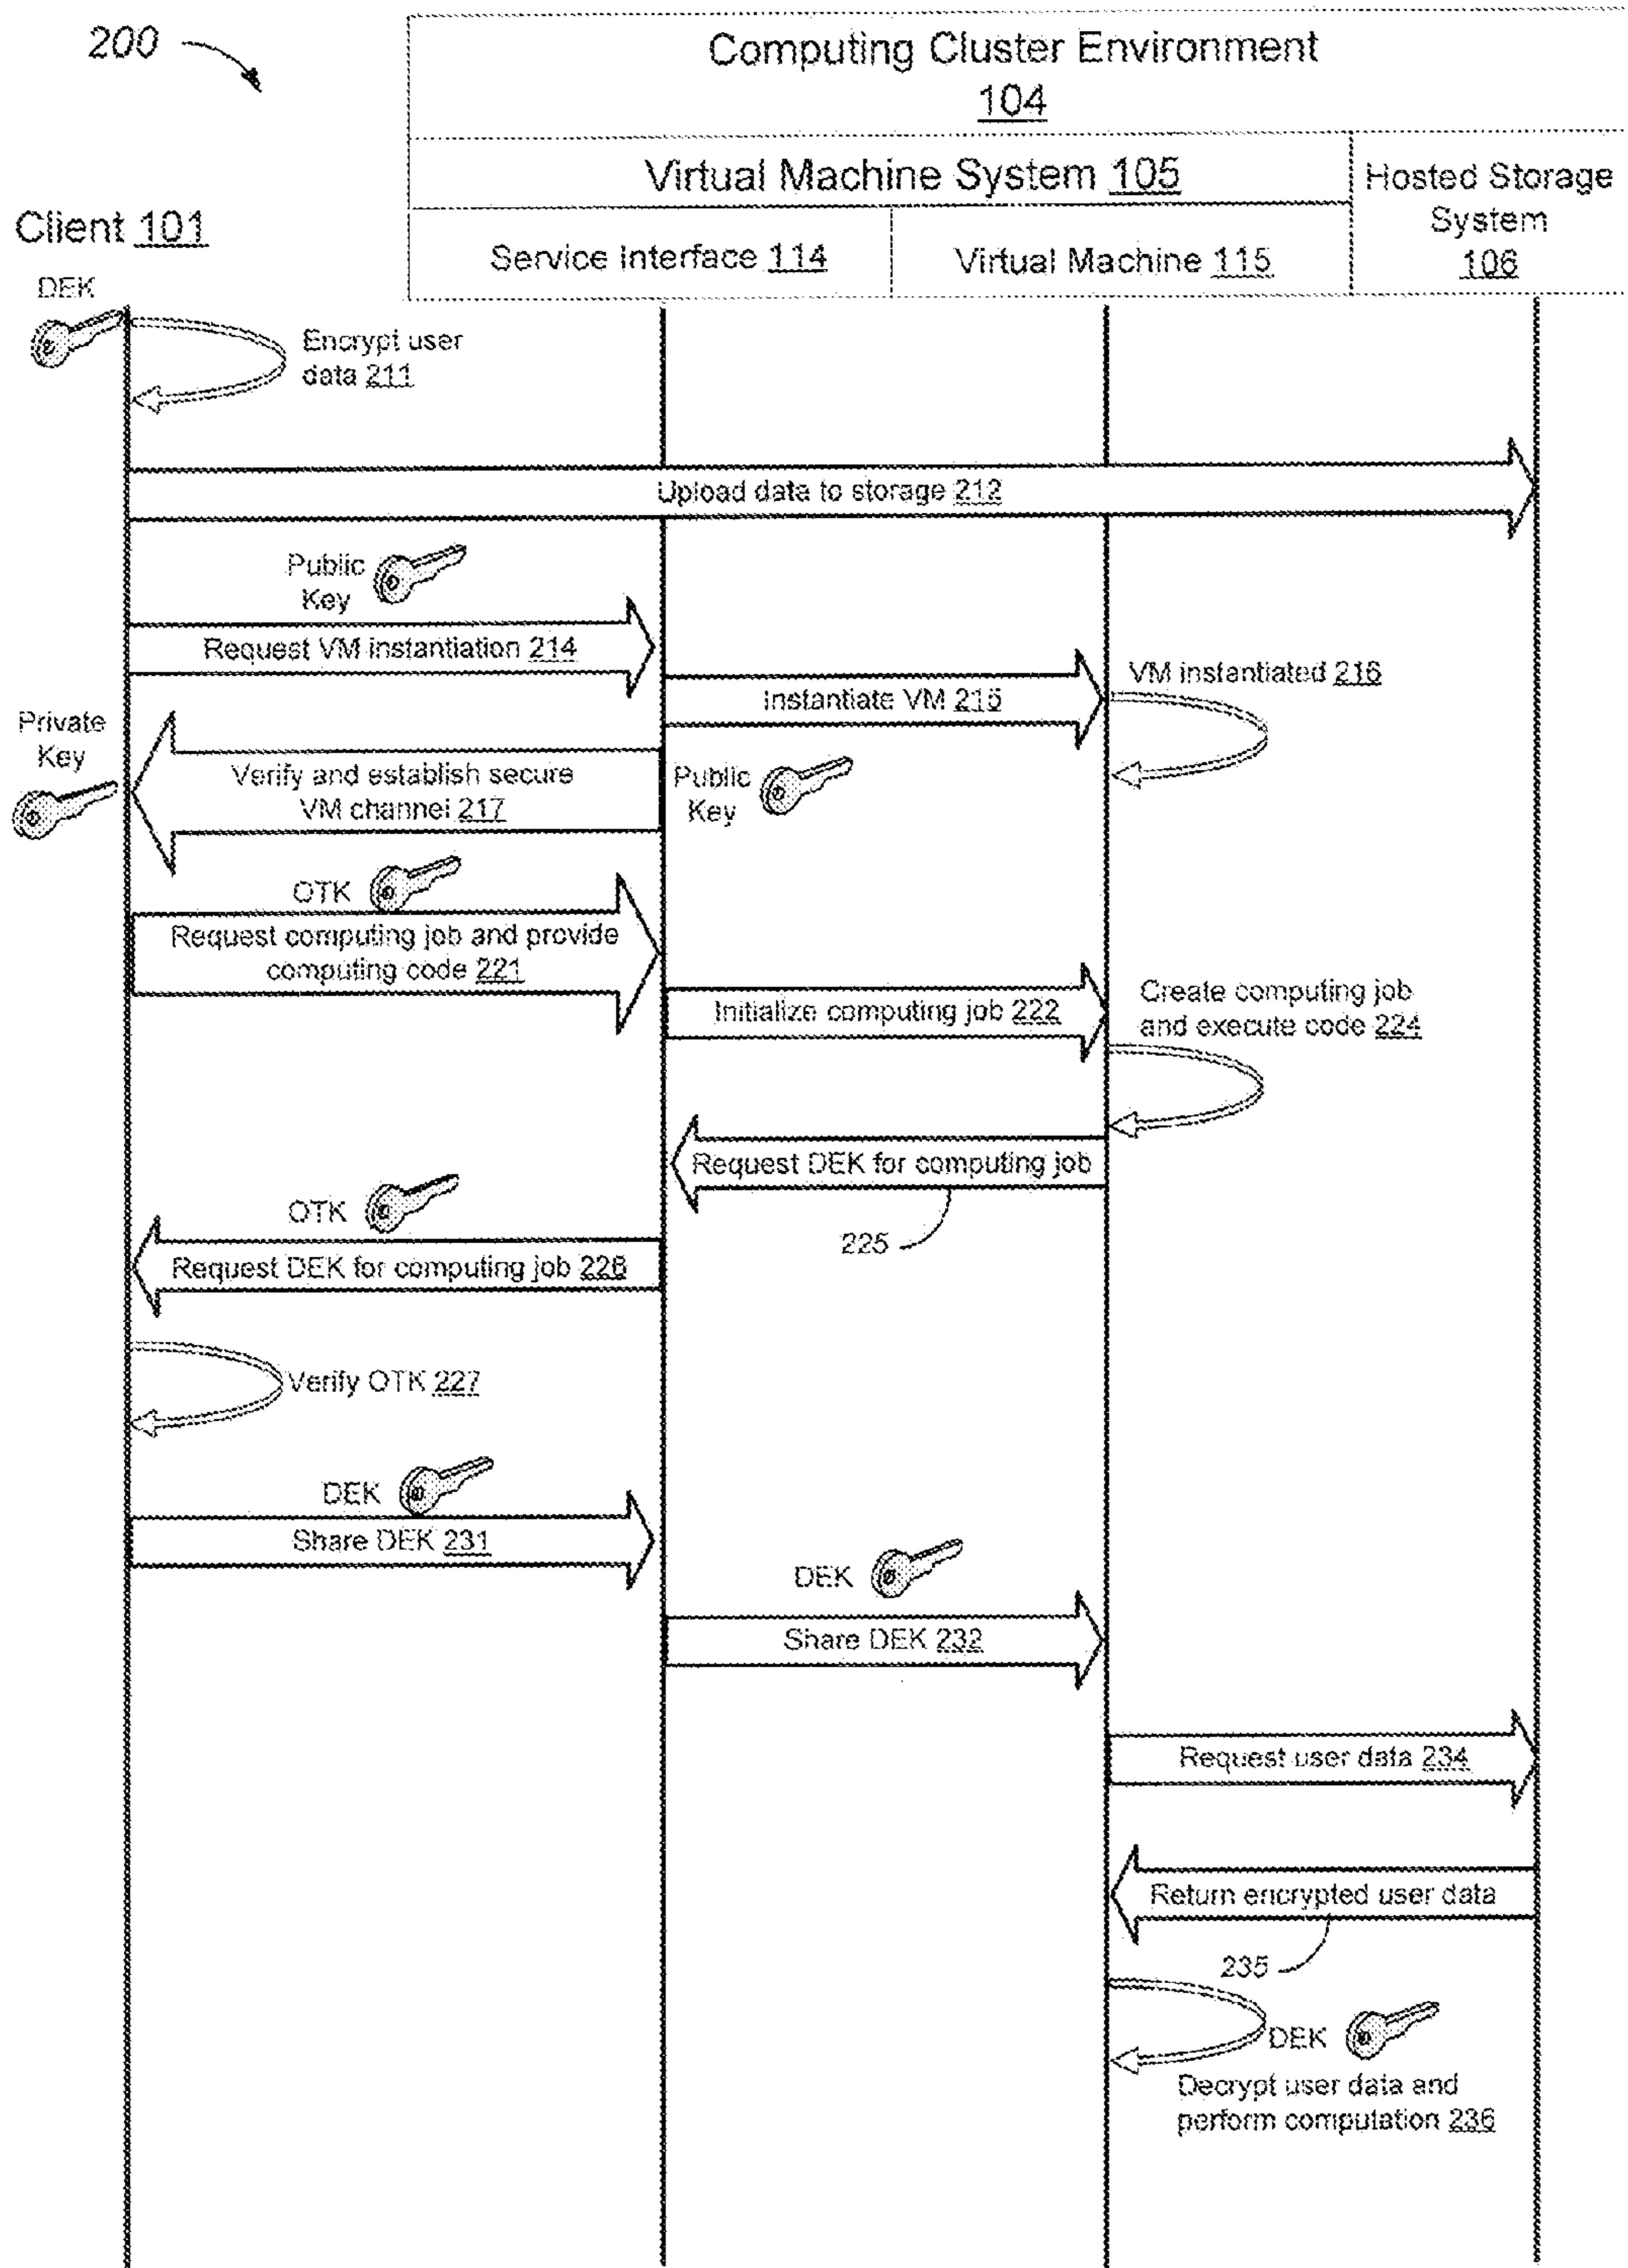 200
Computing Cluster Environment
104
Virtual Machine System 105
Hosted Storage
System
106
Client 101
Service Interface 114
Virtual Machine 115
DEK
Encrypt user
data 211
Upload data to storage 212
Public
Key
Request VM instantiation 214
Instantiate VM 215
VM instantiated 216
Private
Key
Verify and establish secure
VM channel 217
Public
Key
OTK
Request computing job and provide
computing code 221
Initialize computing job 222
Create computing job
and execute code 224
Request DEK for computing job
225
OTK
Request DEK for computing job 226
Verify OTK 227
DEK
Share DEK 231
DEK
Share DEK 232
Request user data 234
Return encrypted user data
235
DEK
Decrypt user data and
perform computation 236